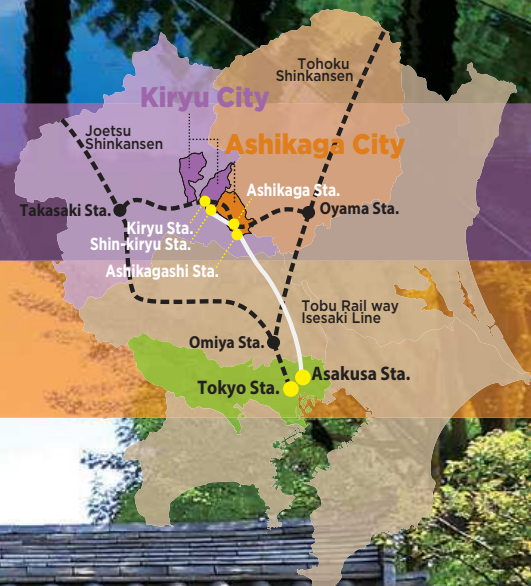 Tohoku
Shinkansen
Kiryu City
Joetsu
Shinkansen
Ashikaga City
Ashikaga Sta.
Takasaki Sta.
Oyama Sta.
Kiryu Sta.
Shin-kiryu Sta.
Ashikagashi Sta.
Tobu Rail way
Isesaki Line
Omiya Sta.
Asakusa Sta.
Tokyo Sta.